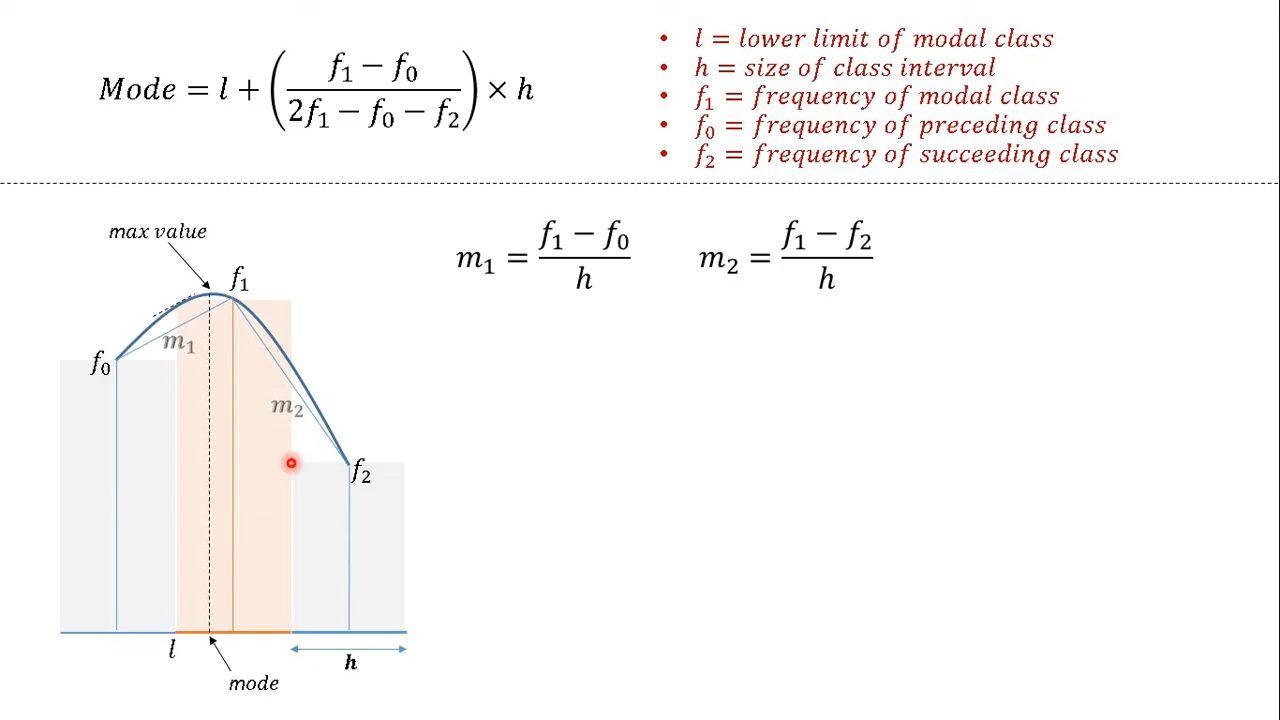 Mode = l + ( (f₁ − f₀) / (2f₁ − f₀ − f₂) ) × h
• l = lower limit of modal class
• h = size of class interval
• f₁ = frequency of modal class
• f₀ = frequency of preceding class
• f₂ = frequency of succeeding class
m₁ = (f₁ − f₀) / h
m₂ = (f₁ − f₂) / h
max value
f₁
f₀
m₁
m₂
f₂
l
h
mode